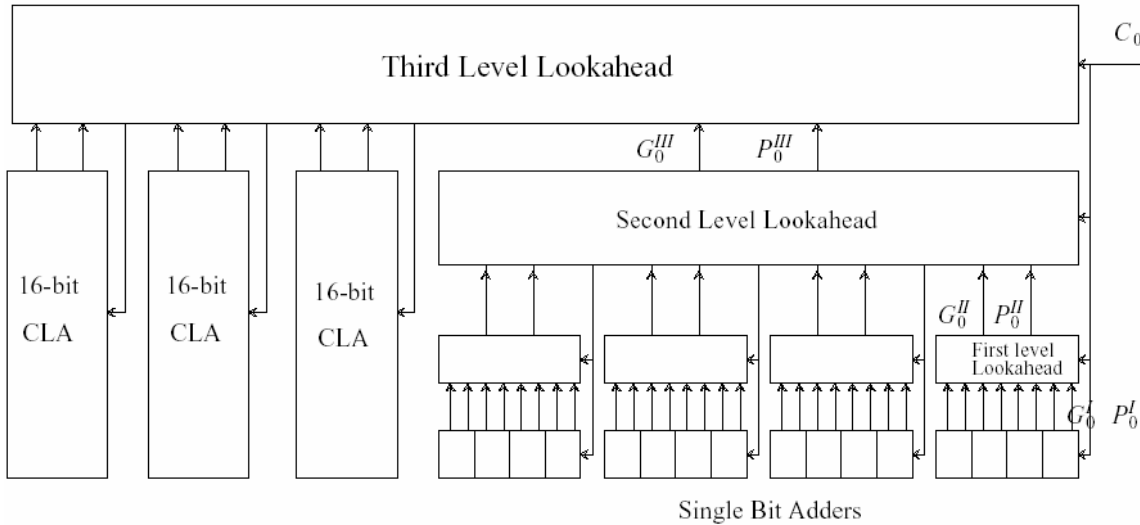 C₀
Third Level Lookahead
G₀ᴵᴵᴵ P₀ᴵᴵᴵ
Second Level Lookahead
16-bit
CLA
16-bit
CLA
16-bit
CLA
G₀ᴵᴵ P₀ᴵᴵ
First level
Lookahead
G₀ᴵ P₀ᴵ
Single Bit Adders